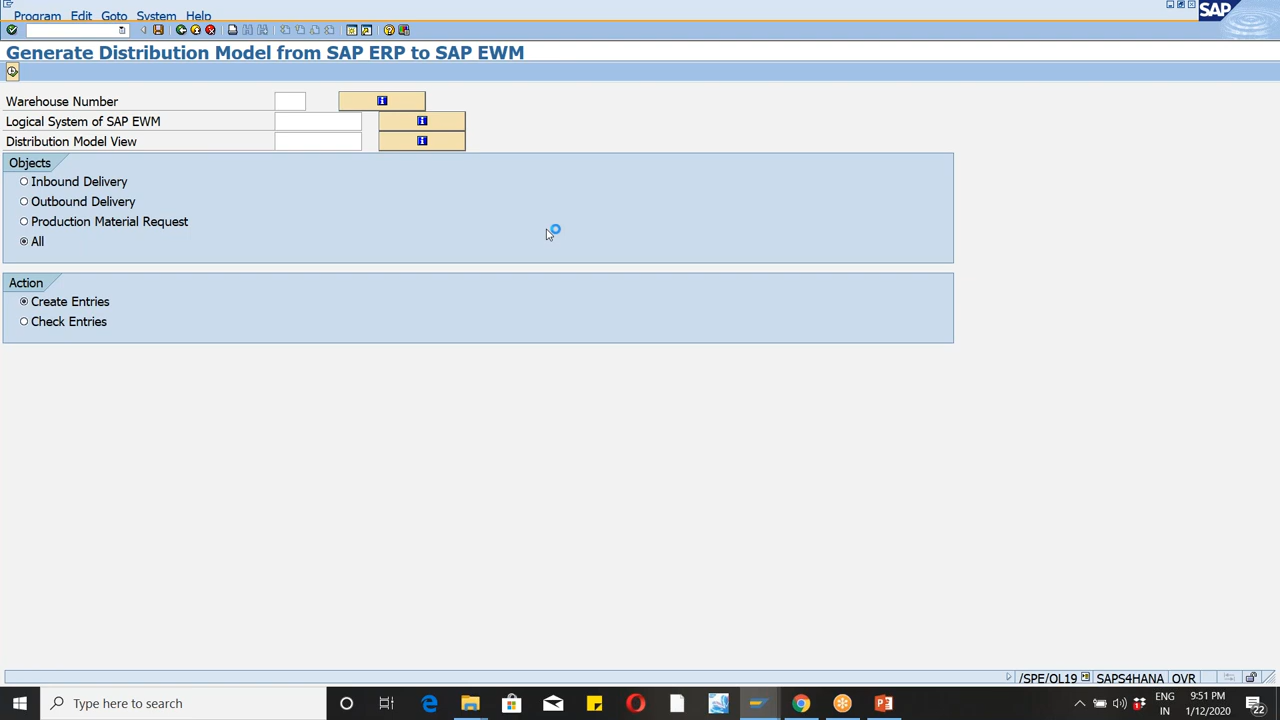 Program Edit Goto System Help
SAP
Generate Distribution Model from SAP ERP to SAP EWM
Warehouse Number
Logical System of SAP EWM
Distribution Model View
Objects
Inbound Delivery
Outbound Delivery
Production Material Request
All
Action
Create Entries
Check Entries
/SPE/OL19 SAPS4HANA OVR
Type here to search
ENG
IN
9:51 PM
1/12/2020
22